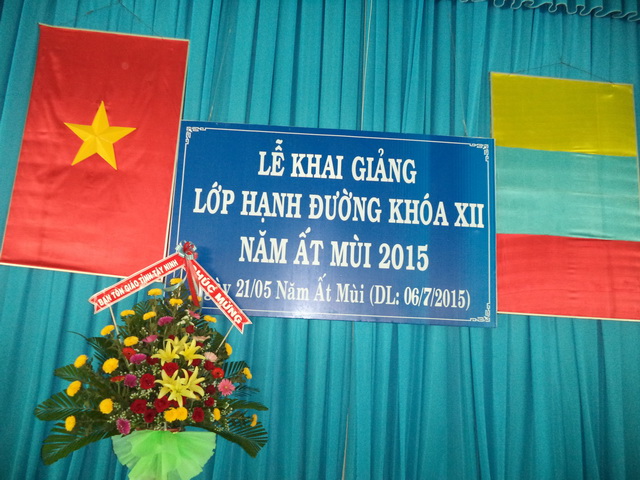 LỄ KHAI GIẢNG
LỚP HẠNH ĐƯỜNG KHÓA XII
NĂM ẤT MÙI 2015
21/05 Năm Ất Mùi (DL: 06/7/2015)
BAN TÔN GIÁO TỈNH TÂY NINH
CHÚC MỪNG